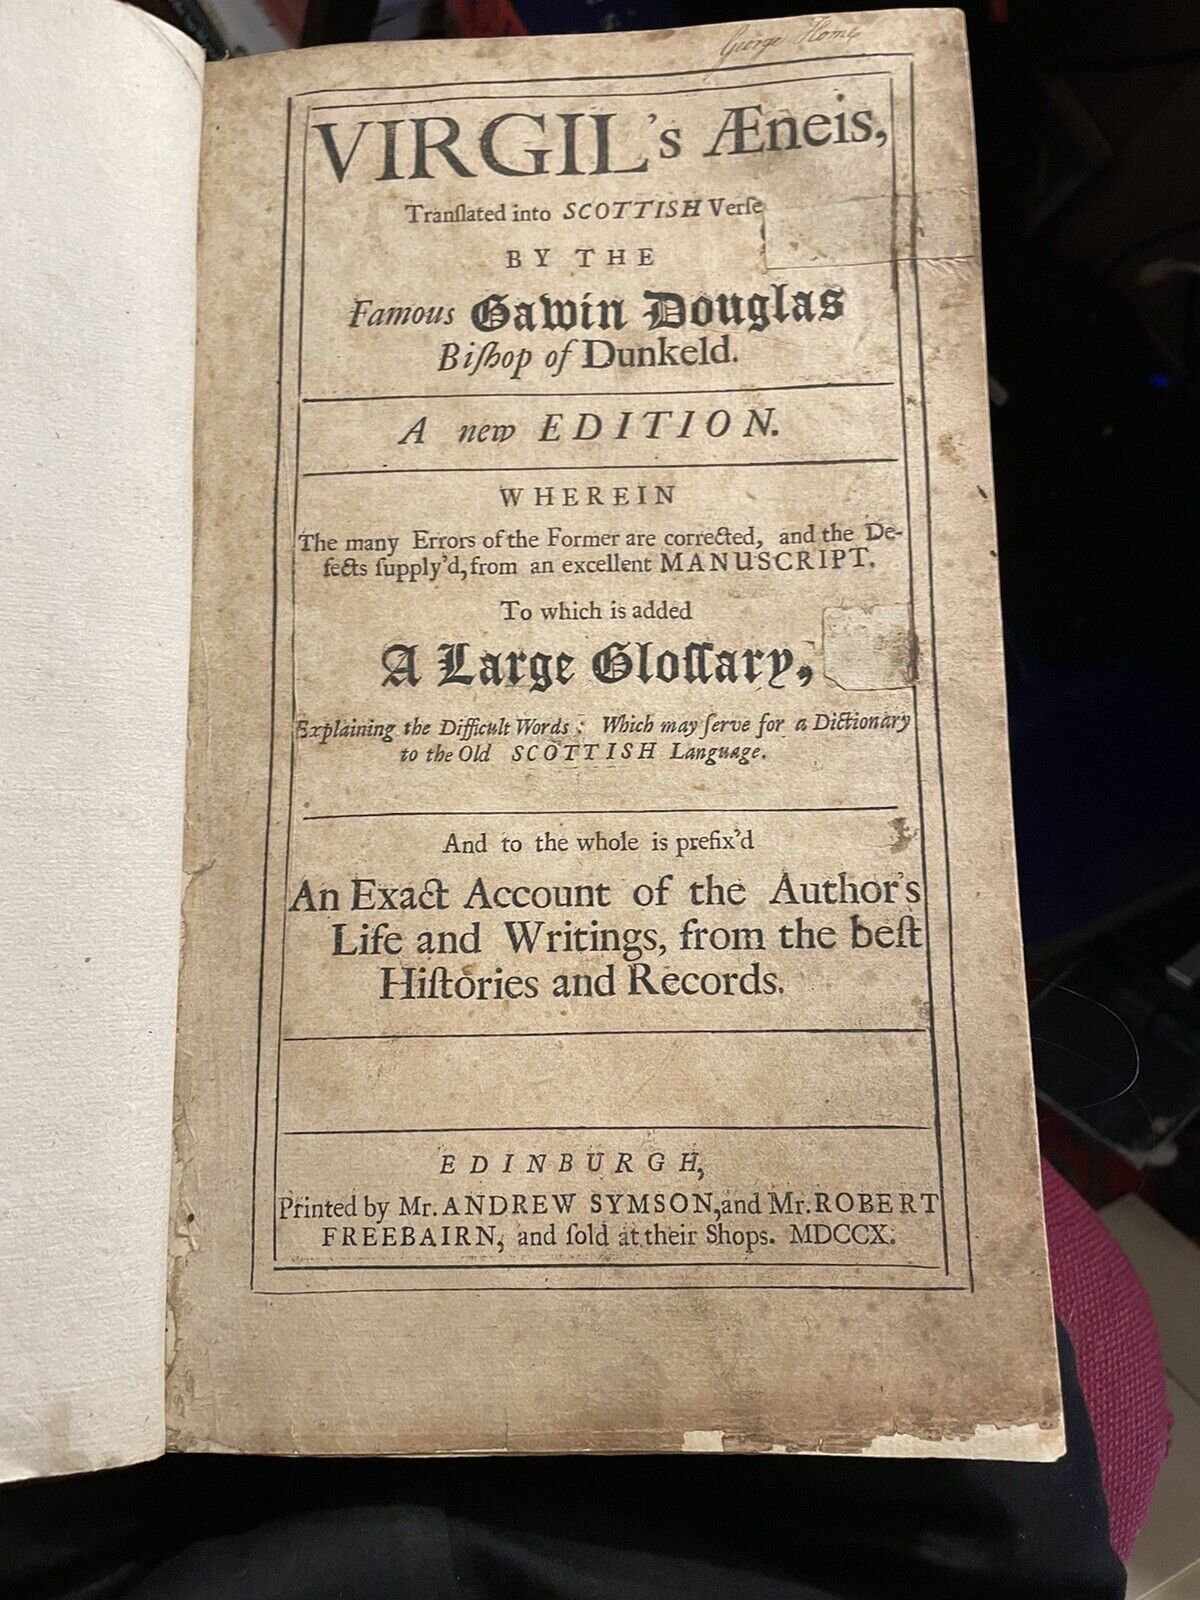 George Home
VIRGIL's Æneis,
Tranſlated into SCOTTISH Verſe
BY THE
Famous Gawin Douglas
Biſhop of Dunkeld.
A new EDITION.
WHEREIN
The many Errors of the Former are corrected, and the De-
fects ſupply'd, from an excellent MANUSCRIPT.
To which is added
A Large Gloſſary,
Explaining the Difficult Words: Which may ſerve for a Dictionary
to the Old SCOTTISH Language.
And to the whole is prefix'd
An Exact Account of the Author's
Life and Writings, from the beſt
Hiſtories and Records.
EDINBURGH,
Printed by Mr. ANDREW SYMSON, and Mr. ROBERT
FREEBAIRN, and ſold at their Shops. MDCCX.